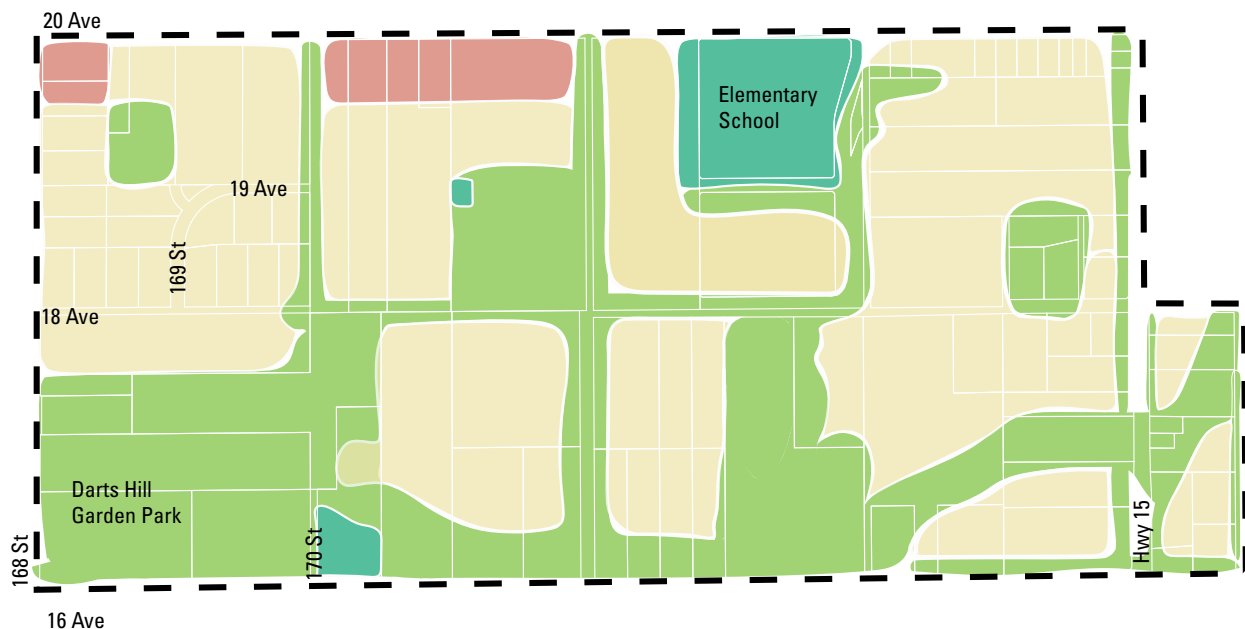 20 Ave
Elementary
School
19 Ave
169 St
18 Ave
Darts Hill
Garden Park
168 St
170 St
Hwy 15
16 Ave